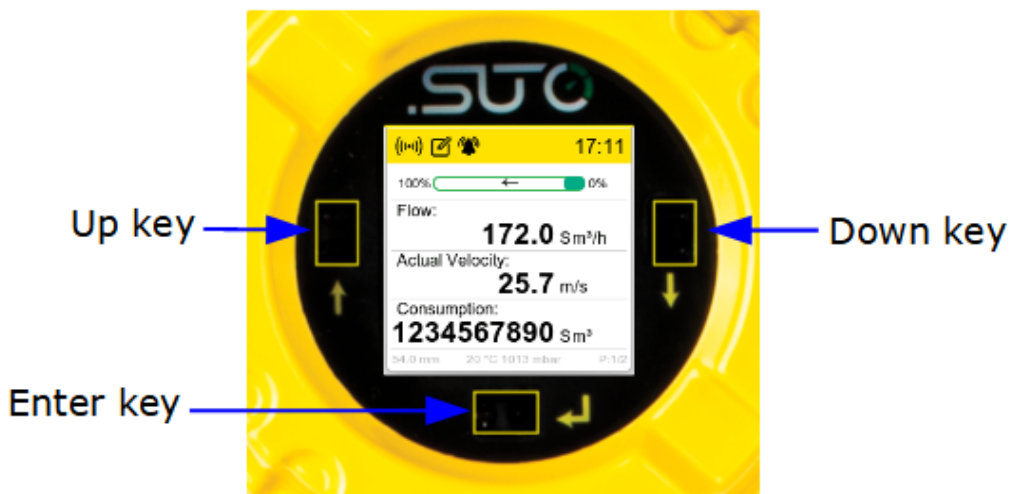 .SUTO
17:11
100% 0%
Flow:
172.0 Sm³/h
Actual Velocity:
25.7 m/s
Consumption:
1234567890 Sm³
54.0 mm 20 °C 1013 mbar P:1/2
Up key
Down key
Enter key